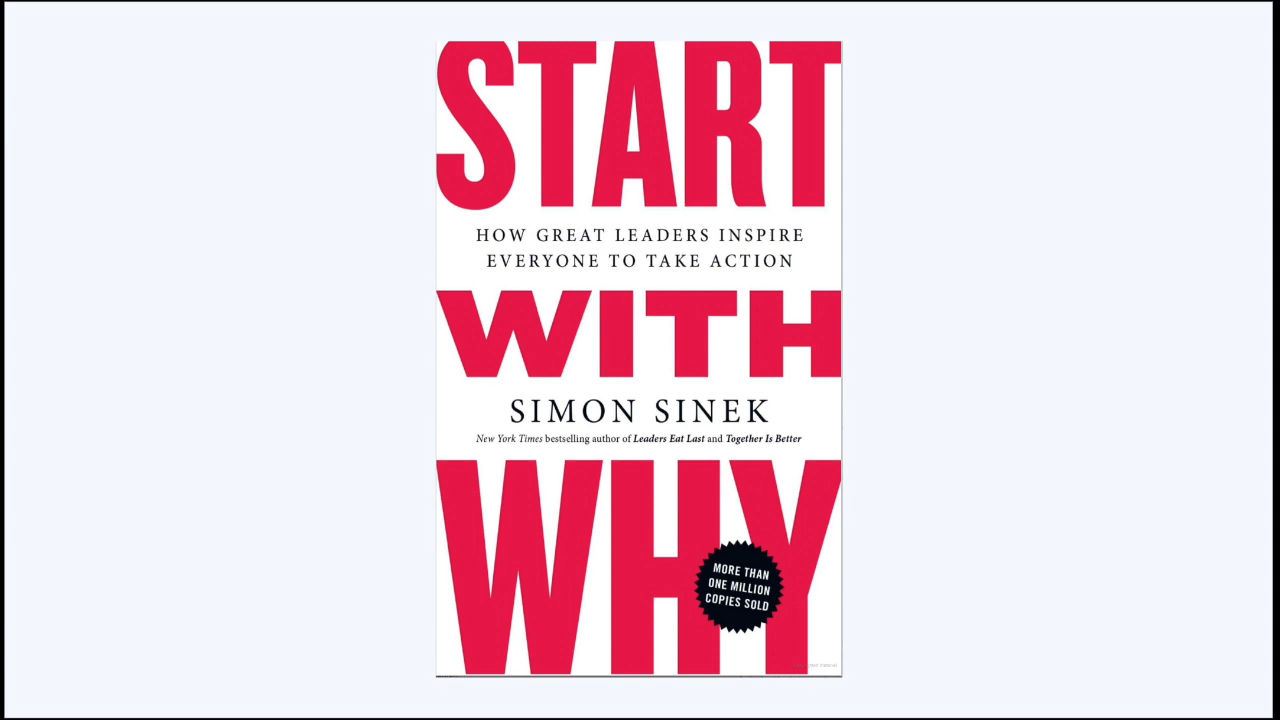 START
HOW GREAT LEADERS INSPIRE
EVERYONE TO TAKE ACTION
WITH
SIMON SINEK
New York Times bestselling author of Leaders Eat Last and Together Is Better
WHY
MORE THAN
ONE MILLION
COPIES SOLD